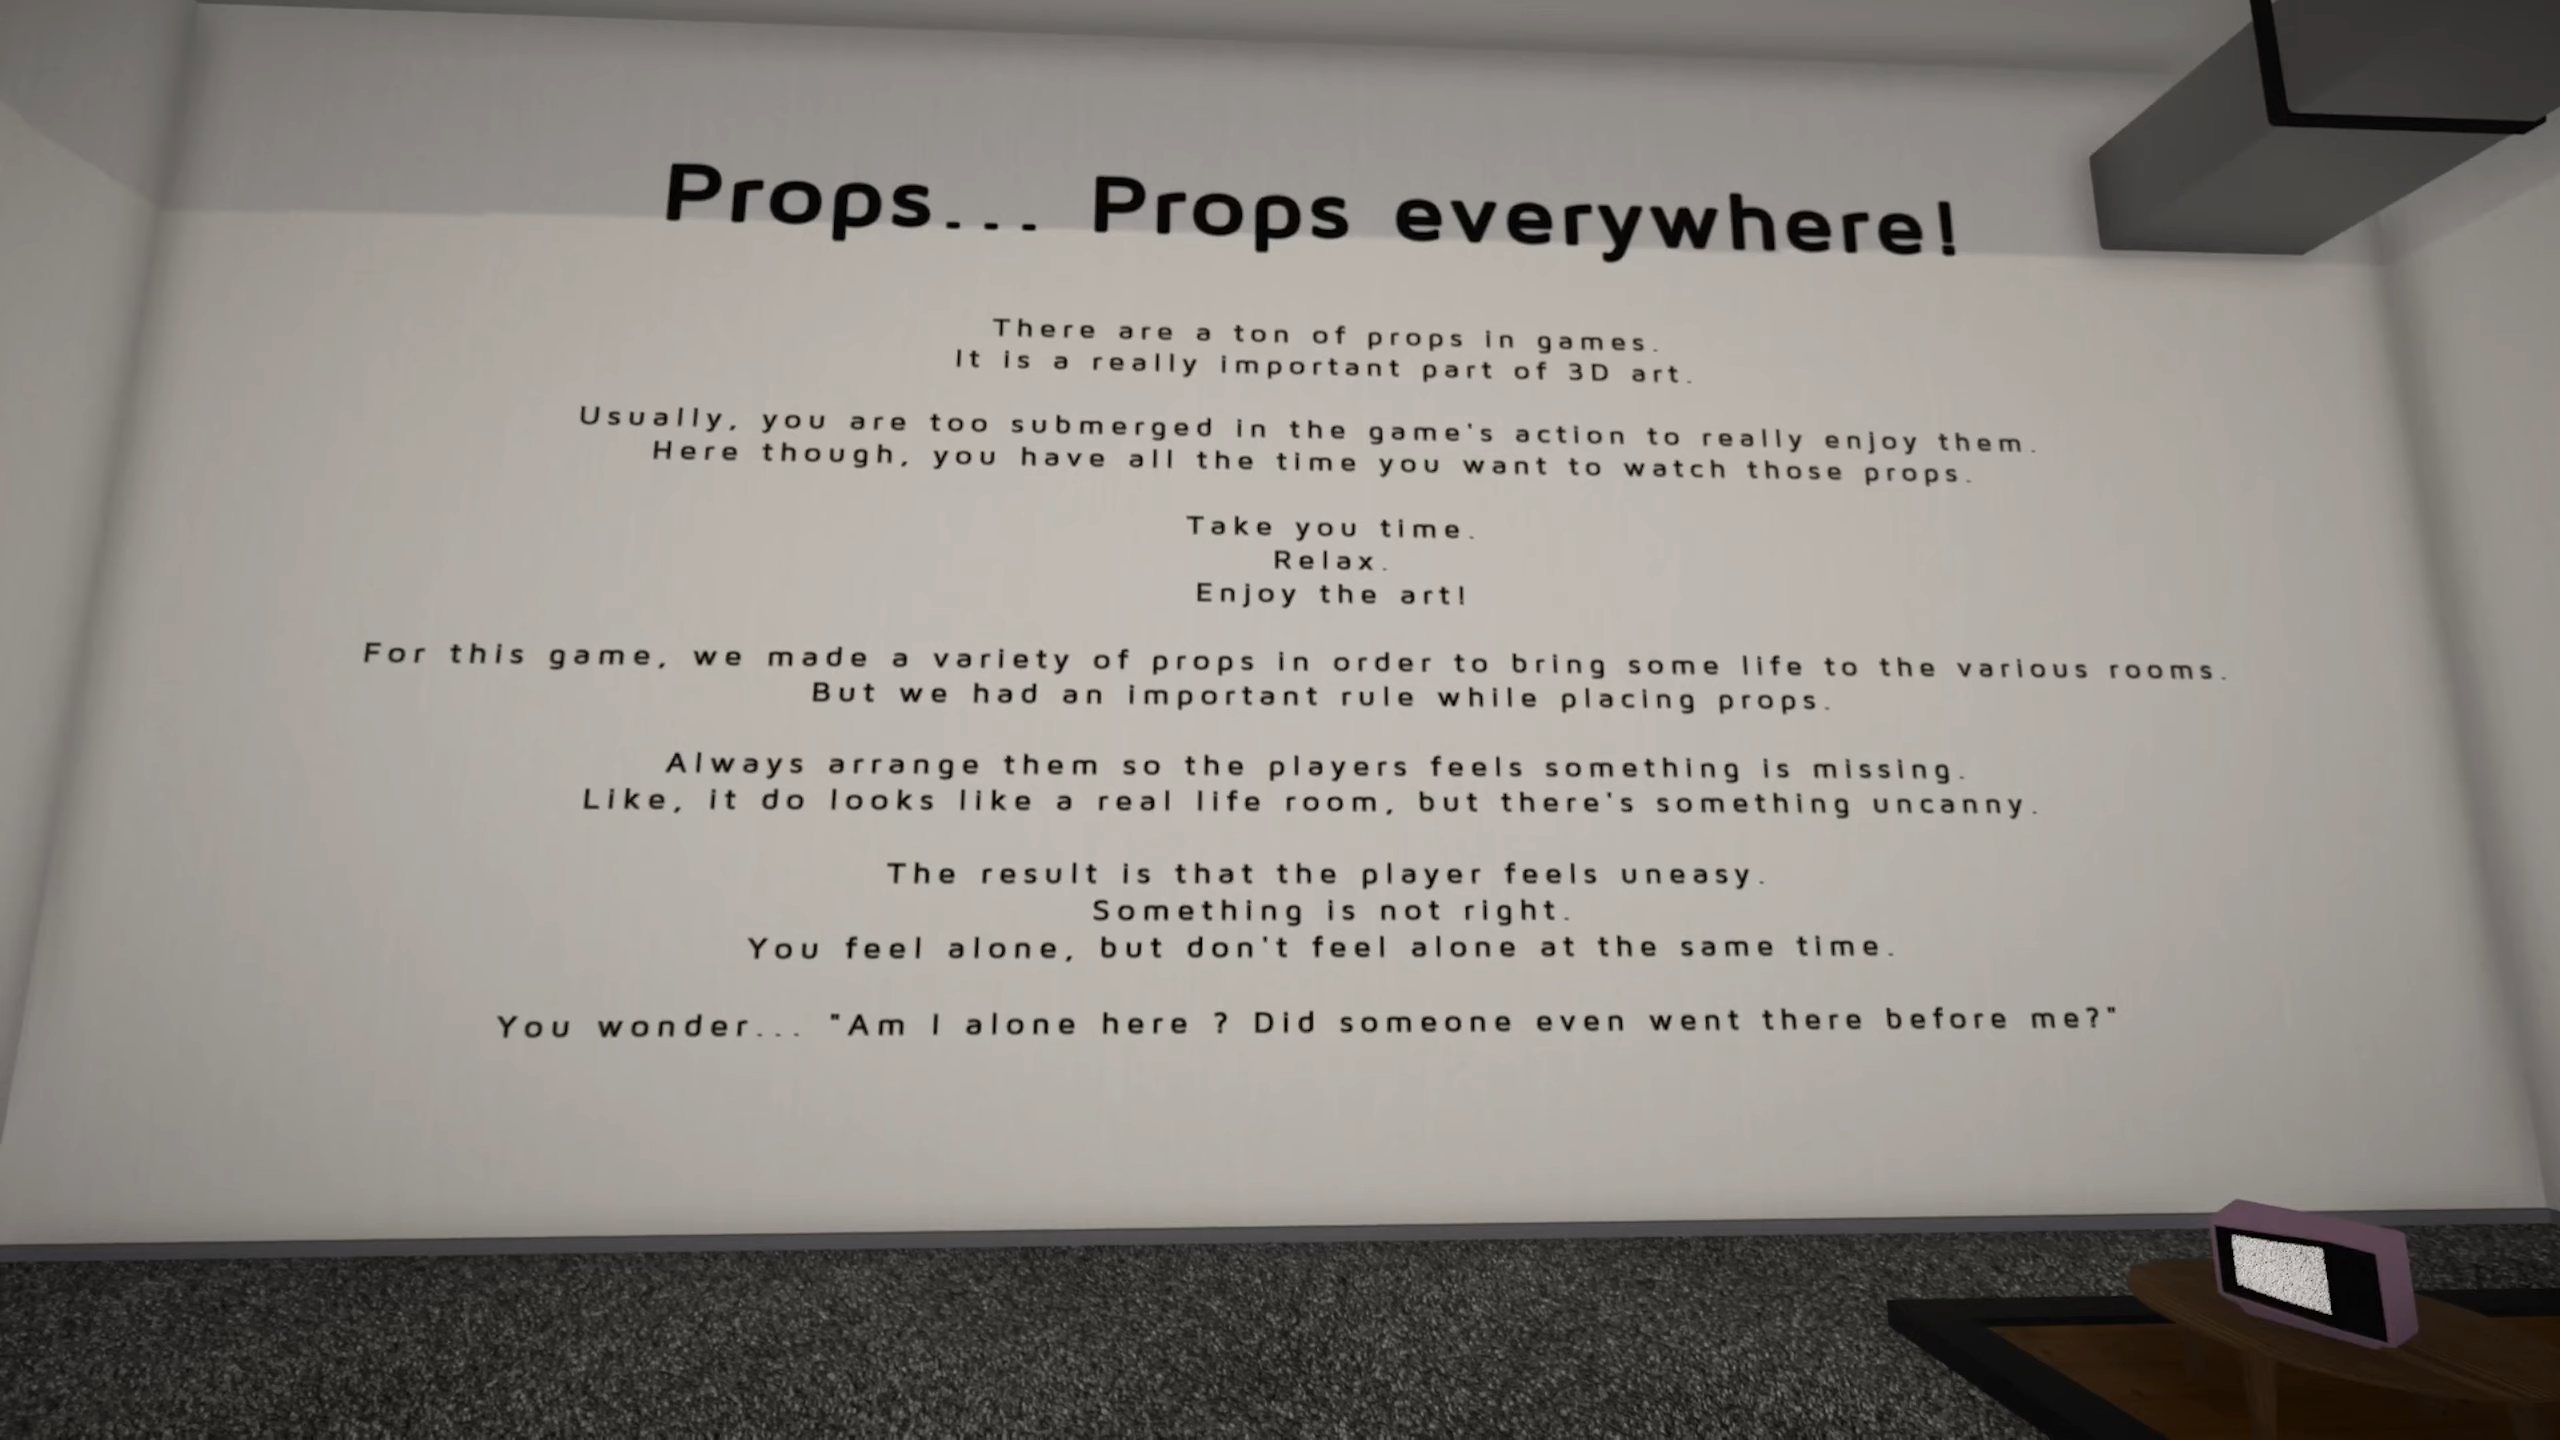 Props... Props everywhere!
There are a ton of props in games.
It is a really important part of 3D art.
Usually, you are too submerged in the game's action to really enjoy them.
Here though, you have all the time you want to watch those props.
Take you time.
Relax.
Enjoy the art!
For this game, we made a variety of props in order to bring some life to the various rooms.
But we had an important rule while placing props.
Always arrange them so the players feels something is missing.
Like, it do looks like a real life room, but there's something uncanny.
The result is that the player feels uneasy.
Something is not right.
You feel alone, but don't feel alone at the same time.
You wonder... "Am I alone here ? Did someone even went there before me?"